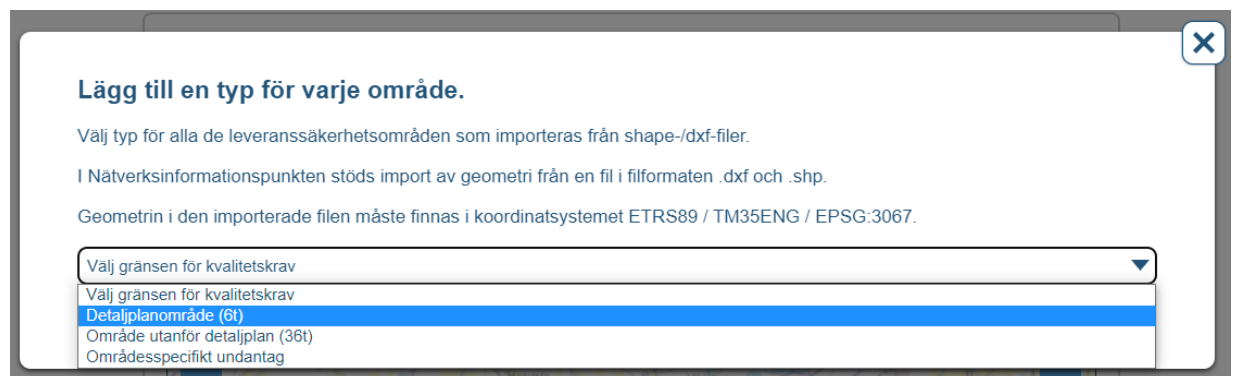 Lägg till en typ för varje område.
Välj typ för alla de leveranssäkerhetsområden som importeras från shape-/dxf-filer.
I Nätverksinformationspunkten stöds import av geometri från en fil i filformaten .dxf och .shp.
Geometrin i den importerade filen måste finnas i koordinatsystemet ETRS89 / TM35ENG / EPSG:3067.
Välj gränsen för kvalitetskrav
Välj gränsen för kvalitetskrav
Detaljplanområde (6t)
Område utanför detaljplan (36t)
Områdesspecifikt undantag